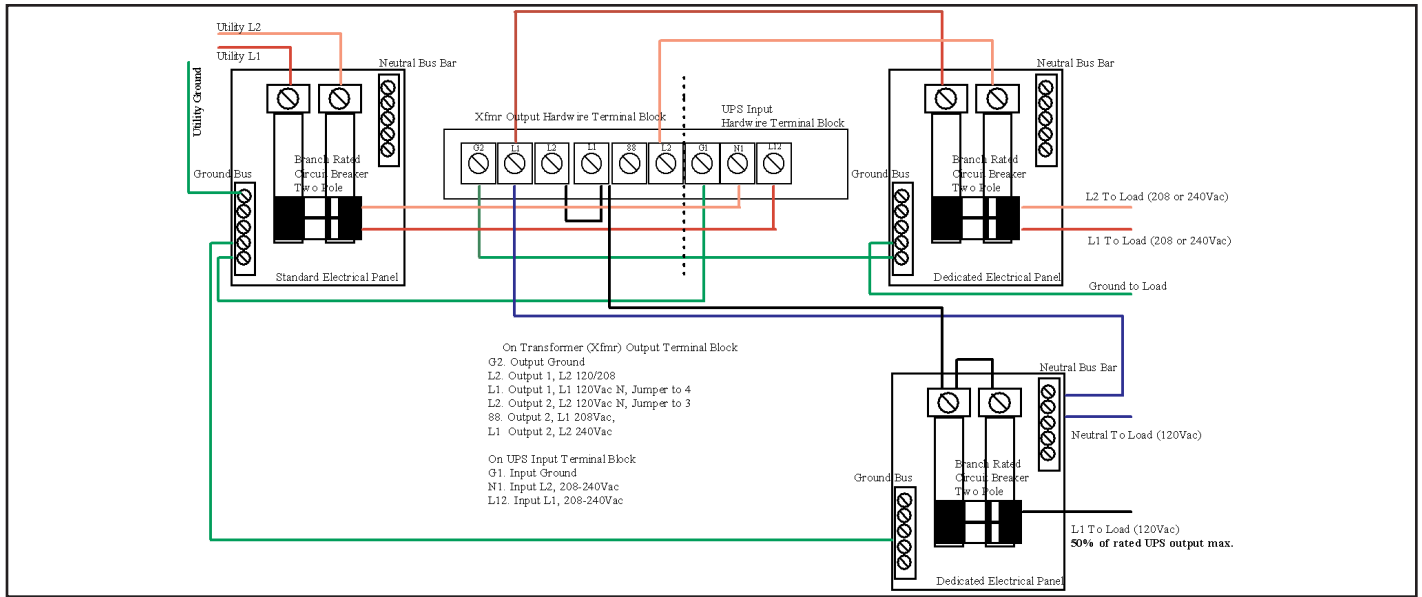 Utility L2
Utility L1
Utility Ground
Neutral Bus Bar
Ground Bus
Branch Rated
Circuit Breaker
Two Pole
Standard Electrical Panel
Xfmr Output Hardwire Terminal Block
UPS Input
Hardwire Terminal Block
G2 L1 L2 L1 88 L2 G1 N1 L12
Neutral Bus Bar
Ground Bus
Branch Rated
Circuit Breaker
Two Pole
L2 To Load (208 or 240Vac)
L1 To Load (208 or 240Vac)
Dedicated Electrical Panel
Ground to Load
On Transformer (Xfmr) Output Terminal Block
G2. Output Ground
L2. Output 1, L2 120/208
L1. Output 1, L1 120Vac N, Jumper to 4
L2. Output 2, L2 120Vac N, Jumper to 3
88. Output 2, L1 208Vac,
L1 Output 2, L2 240Vac
On UPS Input Terminal Block
G1. Input Ground
N1. Input L2, 208-240Vac
L12. Input L1, 208-240Vac
Neutral Bus Bar
Neutral To Load (120Vac)
Ground Bus
Branch Rated
Circuit Breaker
Two Pole
L1 To Load (120Vac)
50% of rated UPS output max.
Dedicated Electrical Panel